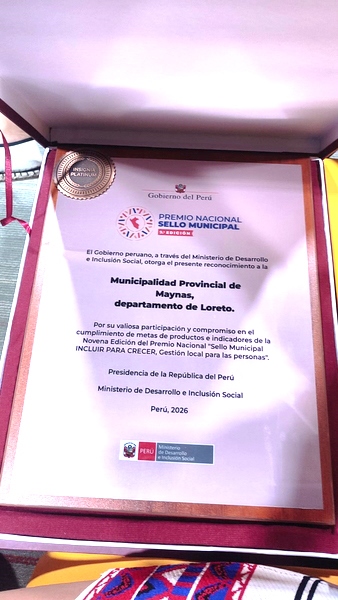 INSIGNIA
PLATINUM
Gobierno del Perú
PREMIO NACIONAL
SELLO MUNICIPAL
9ª EDICIÓN
El Gobierno peruano, a través del Ministerio de Desarrollo
e Inclusión Social, otorga el presente reconocimiento a la
Municipalidad Provincial de
Maynas,
departamento de Loreto.
Por su valiosa participación y compromiso en el
cumplimiento de metas de productos e indicadores de la
Novena Edición del Premio Nacional "Sello Municipal
INCLUIR PARA CRECER, Gestión local para las personas".
Presidencia de la República del Perú
Ministerio de Desarrollo e Inclusión Social
Perú, 2026
PERÚ
Ministerio
de Desarrollo
e Inclusión Social